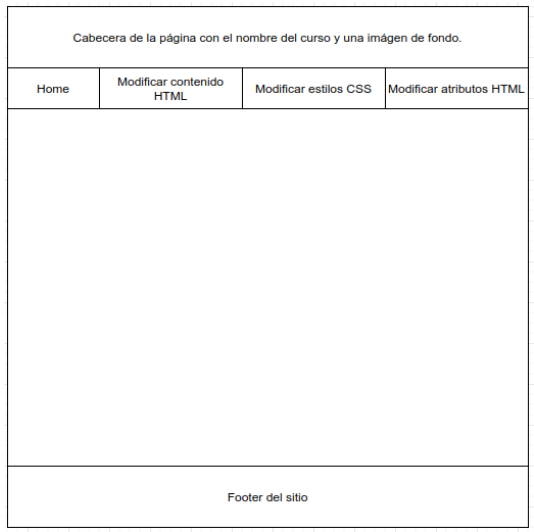 Cabecera de la página con el nombre del curso y una imágen de fondo.
Home
Modificar contenido
HTML
Modificar estilos CSS
Modificar atributos HTML
Footer del sitio